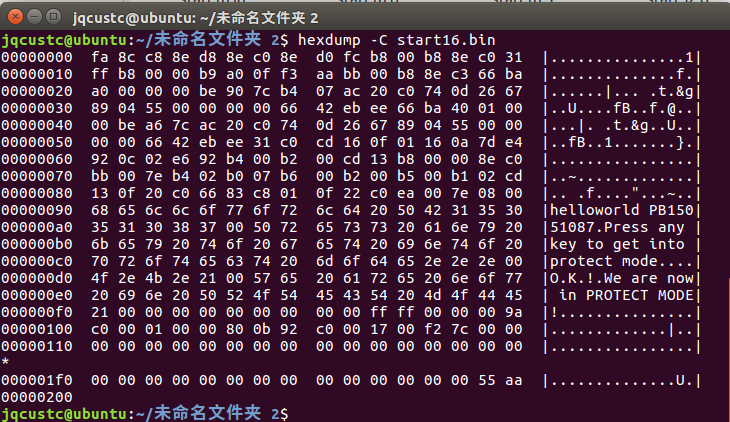 jqcustc@ubuntu: ~/未命名文件夹 2
jqcustc@ubuntu:~/未命名文件夹 2$ hexdump -C start16.bin
00000000  fa 8c c8 8e d8 8e c0 8e  d0 fc b8 00 b8 8e c0 31  |...............1|
00000010  ff b8 00 00 b9 a0 0f f3  aa bb 00 b8 8e c3 66 ba  |..............f.|
00000020  a0 00 00 00 be 90 7c b4  07 ac 20 c0 74 0d 26 67  |......|... .t.&g|
00000030  89 04 55 00 00 00 00 66  42 eb ee 66 ba 40 01 00  |..U....fB..f.@..|
00000040  00 be a6 7c ac 20 c0 74  0d 26 67 89 04 55 00 00  |...|. .t.&g..U..|
00000050  00 00 66 42 eb ee 31 c0  cd 16 0f 01 16 0a 7d e4  |..fB..1.......}.|
00000060  92 0c 02 e6 92 b4 00 b2  00 cd 13 b8 00 00 8e c0  |................|
00000070  bb 00 7e b4 02 b0 07 b6  00 b2 00 b5 00 b1 02 cd  |..~.............|
00000080  13 0f 20 c0 66 83 c8 01  0f 22 c0 ea 00 7e 08 00  |.. .f...."...~..|
00000090  68 65 6c 6c 6f 77 6f 72  6c 64 20 50 42 31 35 30  |helloworld PB150|
000000a0  35 31 30 38 37 00 50 72  65 73 73 20 61 6e 79 20  |51087.Press any |
000000b0  6b 65 79 20 74 6f 20 67  65 74 20 69 6e 74 6f 20  |key to get into |
000000c0  70 72 6f 74 65 63 74 20  6d 6f 64 65 2e 2e 2e 00  |protect mode....|
000000d0  4f 2e 4b 2e 21 00 57 65  20 61 72 65 20 6e 6f 77  |O.K.!.We are now|
000000e0  20 69 6e 20 50 52 4f 54  45 43 54 20 4d 4f 44 45  | in PROTECT MODE|
000000f0  21 00 00 00 00 00 00 00  00 00 ff ff 00 00 00 9a  |!...............|
00000100  c0 00 01 00 00 80 0b 92  c0 00 17 00 f2 7c 00 00  |.............|..|
00000110  00 00 00 00 00 00 00 00  00 00 00 00 00 00 00 00  |................|
*
000001f0  00 00 00 00 00 00 00 00  00 00 00 00 00 00 55 aa  |..............U.|
00000200
jqcustc@ubuntu:~/未命名文件夹 2$